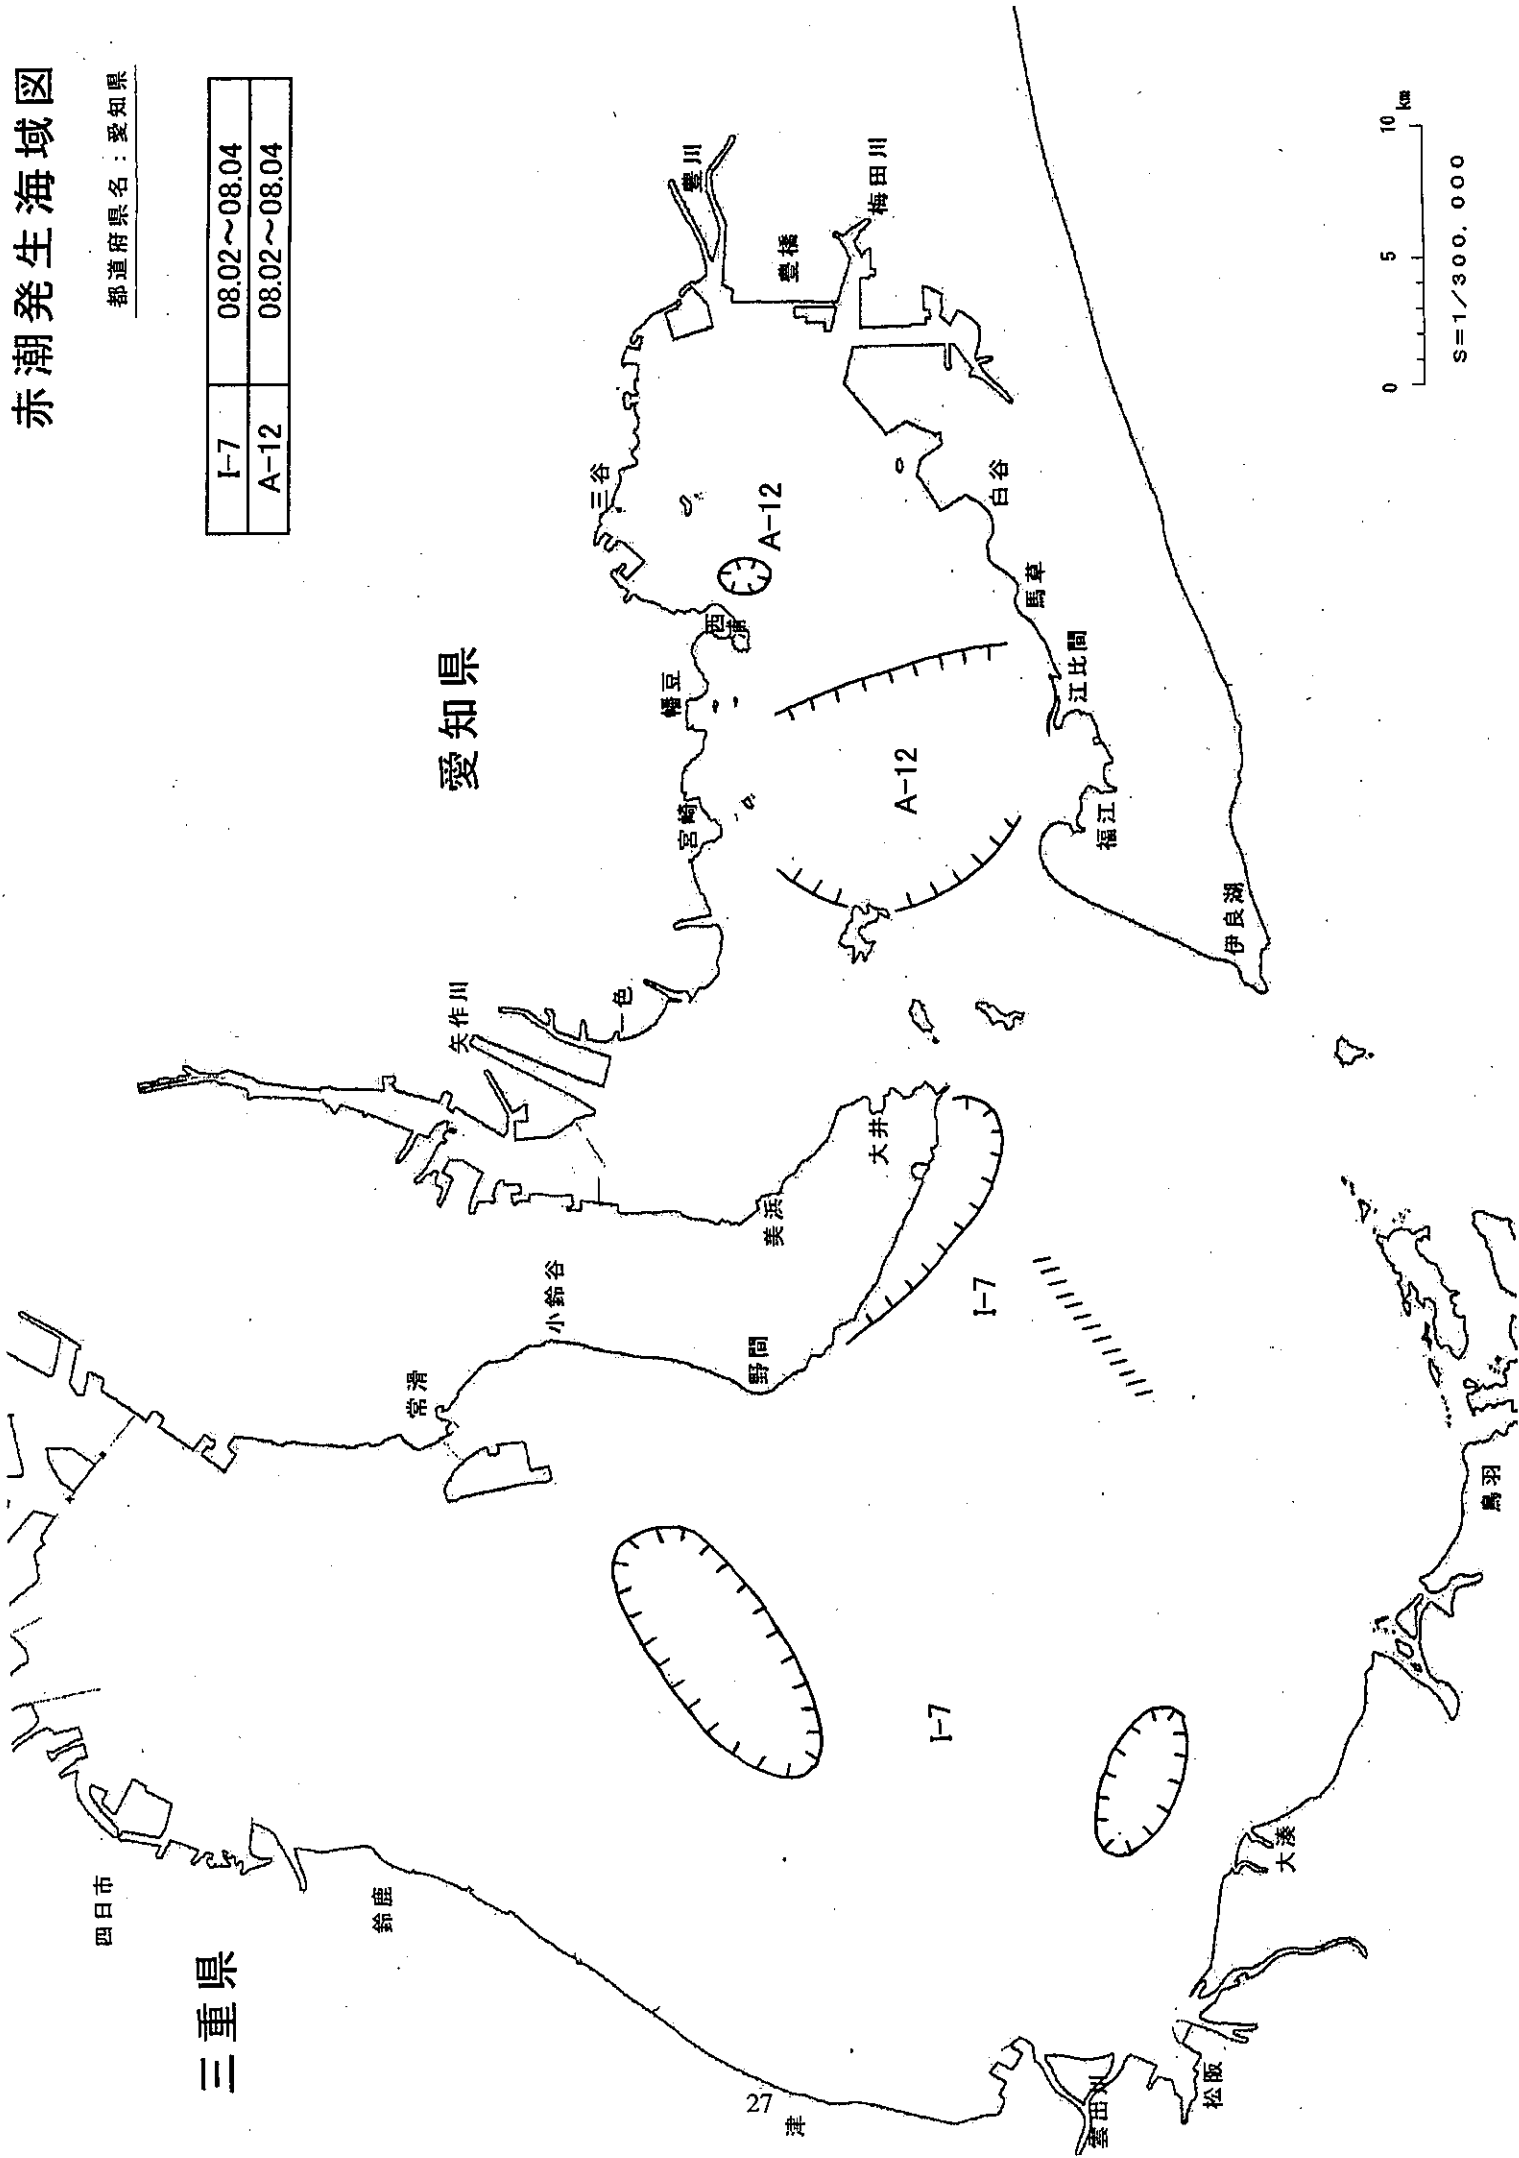 赤潮発生海域図
都道府県名：愛知県
I-7 08.02～08.04
A-12 08.02～08.04
愛知県
三重県
豊川
豊橋
梅田川
三谷
A-12
西浦
幡豆
宮崎
A-12
白谷
馬草
江比間
福江
伊良湖
矢作川
一色
大井
美浜
小鈴谷
野間
常滑
I-7
I-7
四日市
鈴鹿
津
雲出川
松阪
大湊
鳥羽
0 5 10 km
S=1/300,000
27